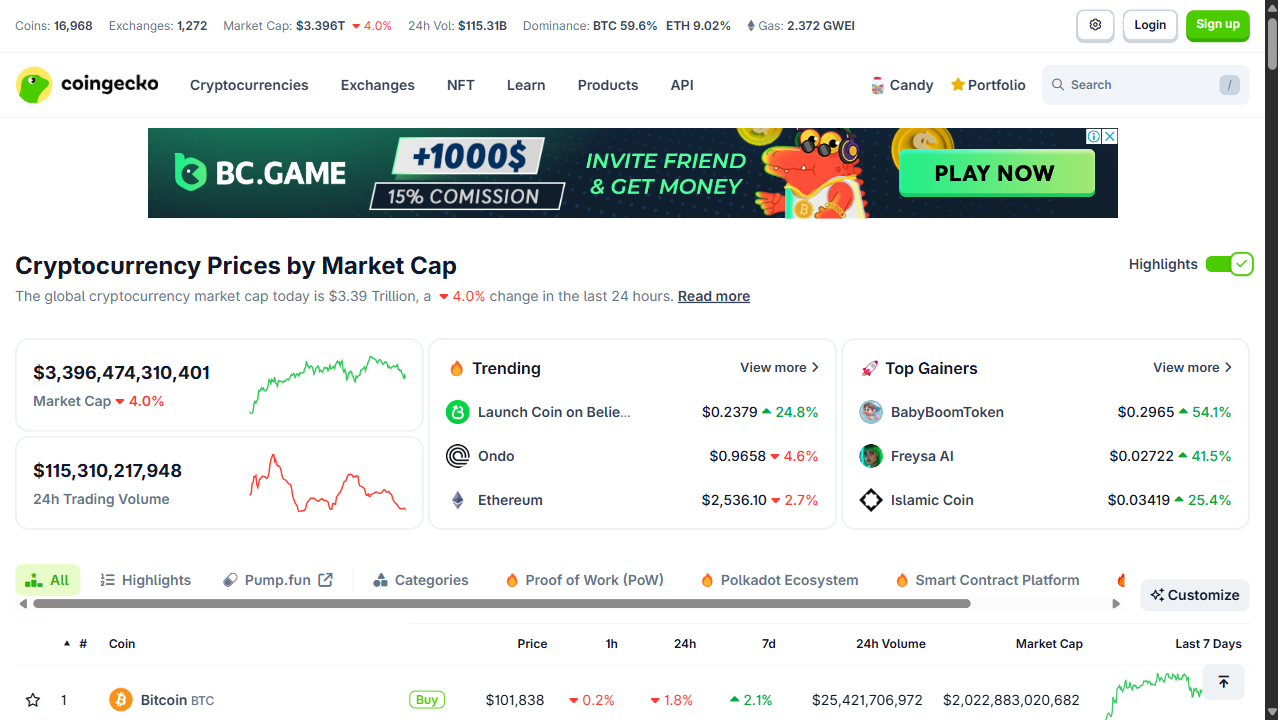 Coins: 16,968 Exchanges: 1,272 Market Cap: $3.396T 4.0% 24h Vol: $115.31B Dominance: BTC 59.6% ETH 9.02% Gas: 2.372 GWEI Login Sign up
coingecko Cryptocurrencies Exchanges NFT Learn Products API Candy Portfolio Search /
BC.GAME +1000$ 15% COMISSION INVITE FRIEND & GET MONEY PLAY NOW
Cryptocurrency Prices by Market Cap Highlights
The global cryptocurrency market cap today is $3.39 Trillion, a 4.0% change in the last 24 hours. Read more
$3,396,474,310,401
Market Cap 4.0%
$115,310,217,948
24h Trading Volume
Trending View more
Launch Coin on Belie... $0.2379 24.8%
Ondo $0.9658 4.6%
Ethereum $2,536.10 2.7%
Top Gainers View more
BabyBoomToken $0.2965 54.1%
Freysa AI $0.02722 41.5%
Islamic Coin $0.03419 25.4%
All Highlights Pump.fun Categories Proof of Work (PoW) Polkadot Ecosystem Smart Contract Platform Customize
# Coin Price 1h 24h 7d 24h Volume Market Cap Last 7 Days
1 Bitcoin BTC Buy $101,838 0.2% 1.8% 2.1% $25,421,706,972 $2,022,883,020,682